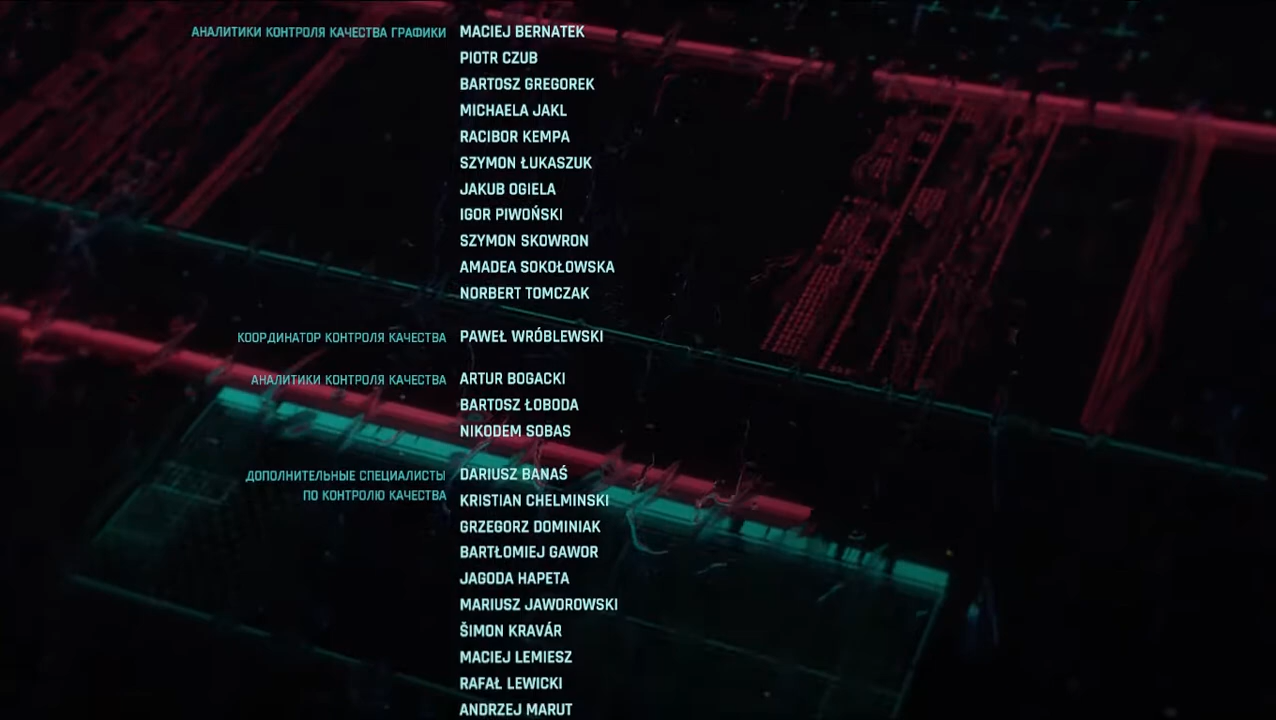 АНАЛИТИКИ КОНТРОЛЯ КАЧЕСТВА ГРАФИКИ MACIEJ BERNATEK
PIOTR CZUB
BARTOSZ GREGOREK
MICHAELA JAKL
RACIBOR KEMPA
SZYMON ŁUKASZUK
JAKUB OGIELA
IGOR PIWOŃSKI
SZYMON SKOWRON
AMADEA SOKOŁOWSKA
NORBERT TOMCZAK
КООРДИНАТОР КОНТРОЛЯ КАЧЕСТВА PAWEŁ WRÓBLEWSKI
АНАЛИТИКИ КОНТРОЛЯ КАЧЕСТВА ARTUR BOGACKI
BARTOSZ ŁOBODA
NIKODEM SOBAS
ДОПОЛНИТЕЛЬНЫЕ СПЕЦИАЛИСТЫ DARIUSZ BANAŚ
ПО КОНТРОЛЮ КАЧЕСТВА KRISTIAN CHELMINSKI
GRZEGORZ DOMINIAK
BARTŁOMIEJ GAWOR
JAGODA HAPETA
MARIUSZ JAWOROWSKI
ŠIMON KRAVÁR
MACIEJ LEMIESZ
RAFAŁ LEWICKI
ANDRZEJ MARUT